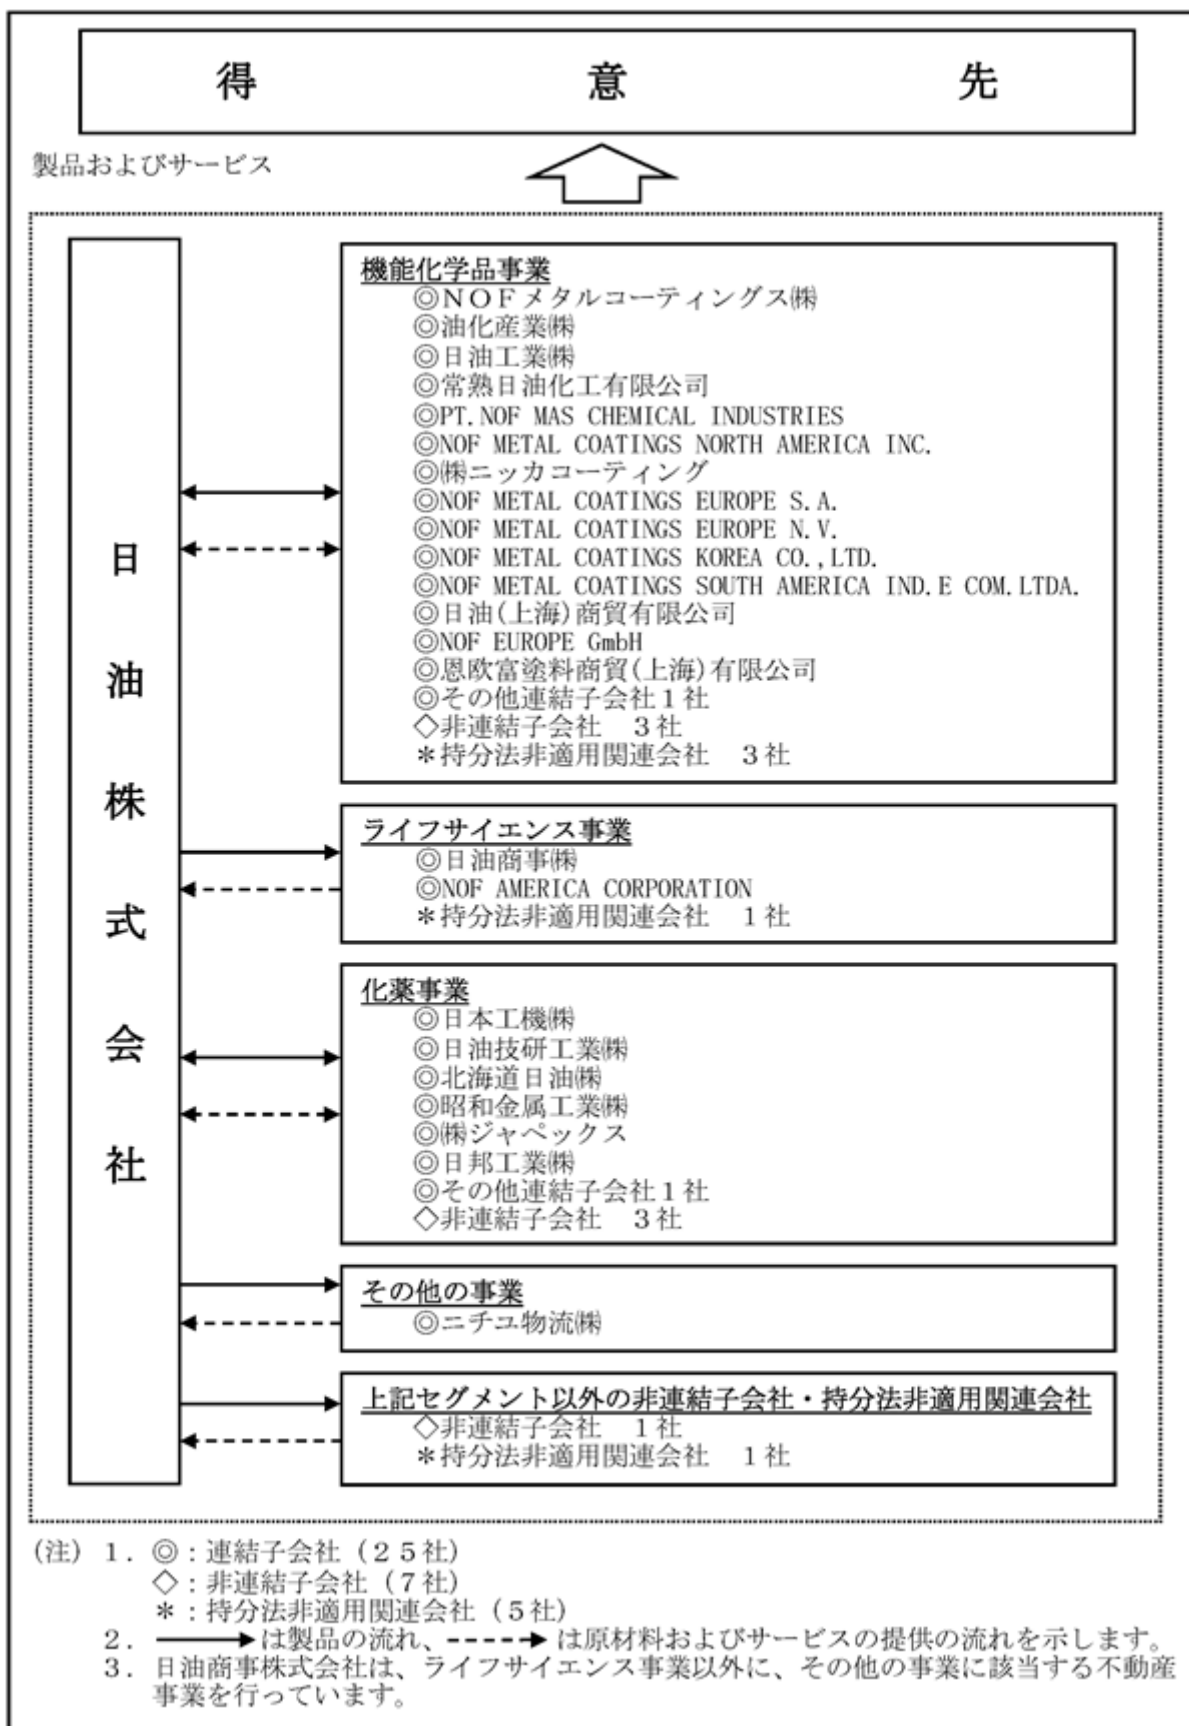 得意先
製品およびサービス
日油株式会社
機能化学品事業
◎NOFメタルコーティングス㈱
◎油化産業㈱
◎日油工業㈱
◎常熟日油化工有限公司
◎PT.NOF MAS CHEMICAL INDUSTRIES
◎NOF METAL COATINGS NORTH AMERICA INC.
◎㈱ニッカコーティング
◎NOF METAL COATINGS EUROPE S.A.
◎NOF METAL COATINGS EUROPE N.V.
◎NOF METAL COATINGS KOREA CO.,LTD.
◎NOF METAL COATINGS SOUTH AMERICA IND.E COM.LTDA.
◎日油(上海)商貿有限公司
◎NOF EUROPE GmbH
◎恩欧富塗料商貿(上海)有限公司
◎その他連結子会社1社
◇非連結子会社 3社
*持分法非適用関連会社 3社
ライフサイエンス事業
◎日油商事㈱
◎NOF AMERICA CORPORATION
*持分法非適用関連会社 1社
化薬事業
◎日本工機㈱
◎日油技研工業㈱
◎北海道日油㈱
◎昭和金属工業㈱
◎㈱ジャペックス
◎日邦工業㈱
◎その他連結子会社1社
◇非連結子会社 3社
その他の事業
◎ニチユ物流㈱
上記セグメント以外の非連結子会社・持分法非適用関連会社
◇非連結子会社 1社
*持分法非適用関連会社 1社
(注) 1. ◎:連結子会社(25社)
◇:非連結子会社(7社)
*:持分法非適用関連会社(5社)
2. ――▶は製品の流れ、-----▶は原材料およびサービスの提供の流れを示します。
3. 日油商事株式会社は、ライフサイエンス事業以外に、その他の事業に該当する不動産
事業を行っています。